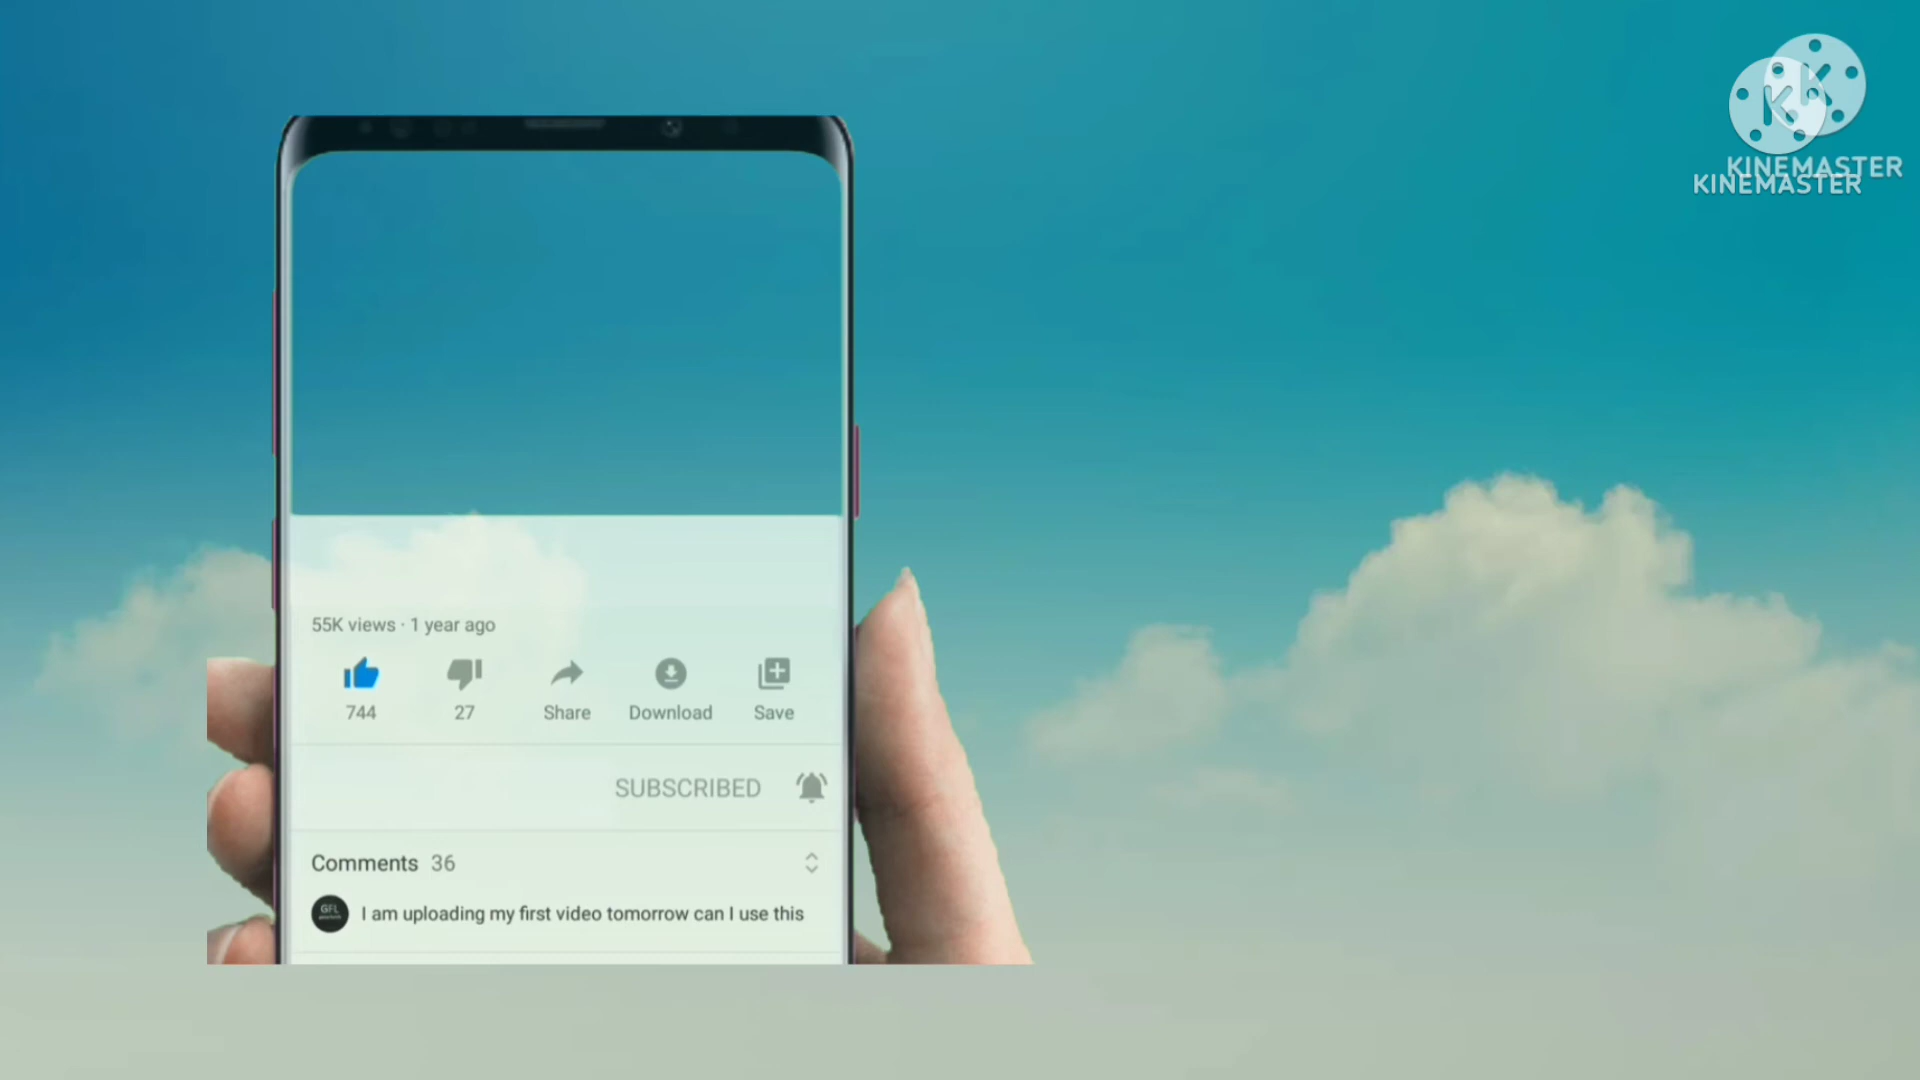 KINEMASTER
KINEMASTER
55K views · 1 year ago
744
27
Share
Download
Save
SUBSCRIBED
Comments 36
GFL
I am uploading my first video tomorrow can I use this